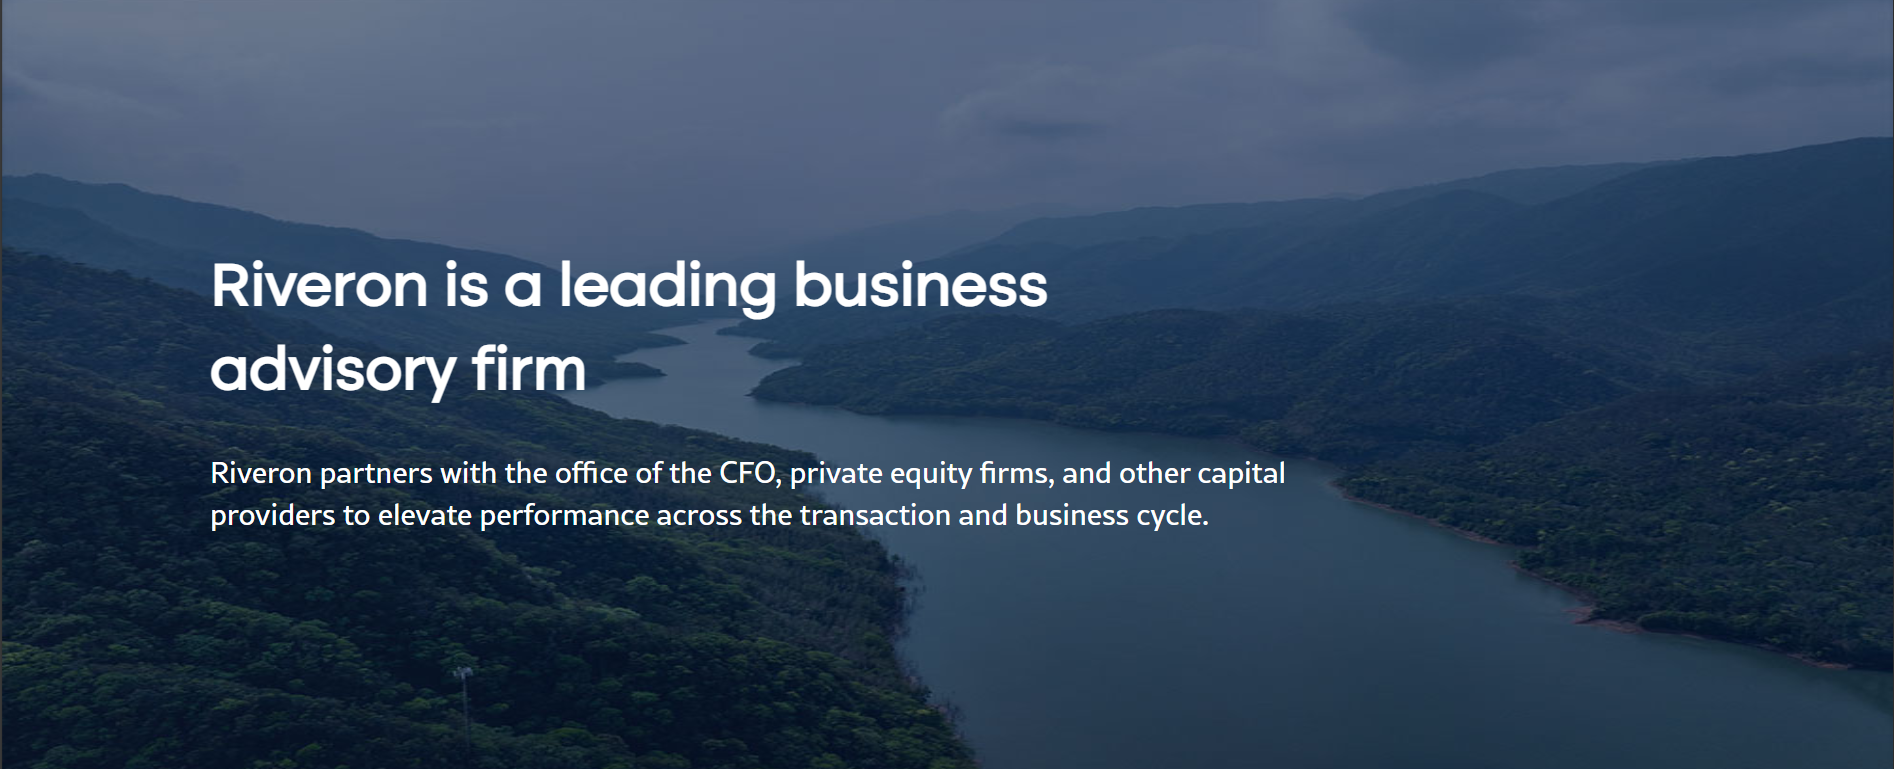 Riveron is a leading business
advisory firm
Riveron partners with the office of the CFO, private equity firms, and other capital
providers to elevate performance across the transaction and business cycle.